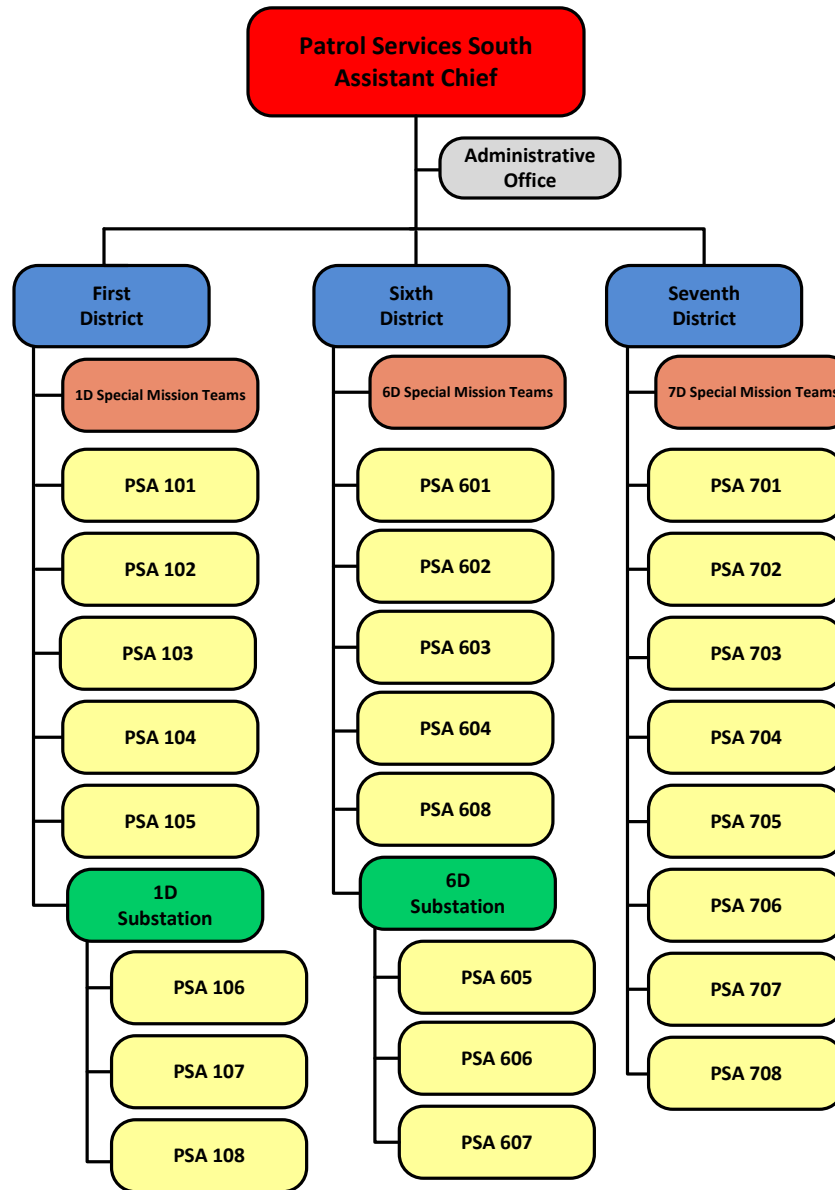 Patrol Services South
Assistant Chief
Administrative
Office
First
District
1D Special Mission Teams
PSA 101
PSA 102
PSA 103
PSA 104
PSA 105
1D
Substation
PSA 106
PSA 107
PSA 108
Sixth
District
6D Special Mission Teams
PSA 601
PSA 602
PSA 603
PSA 604
PSA 608
6D
Substation
PSA 605
PSA 606
PSA 607
Seventh
District
7D Special Mission Teams
PSA 701
PSA 702
PSA 703
PSA 704
PSA 705
PSA 706
PSA 707
PSA 708